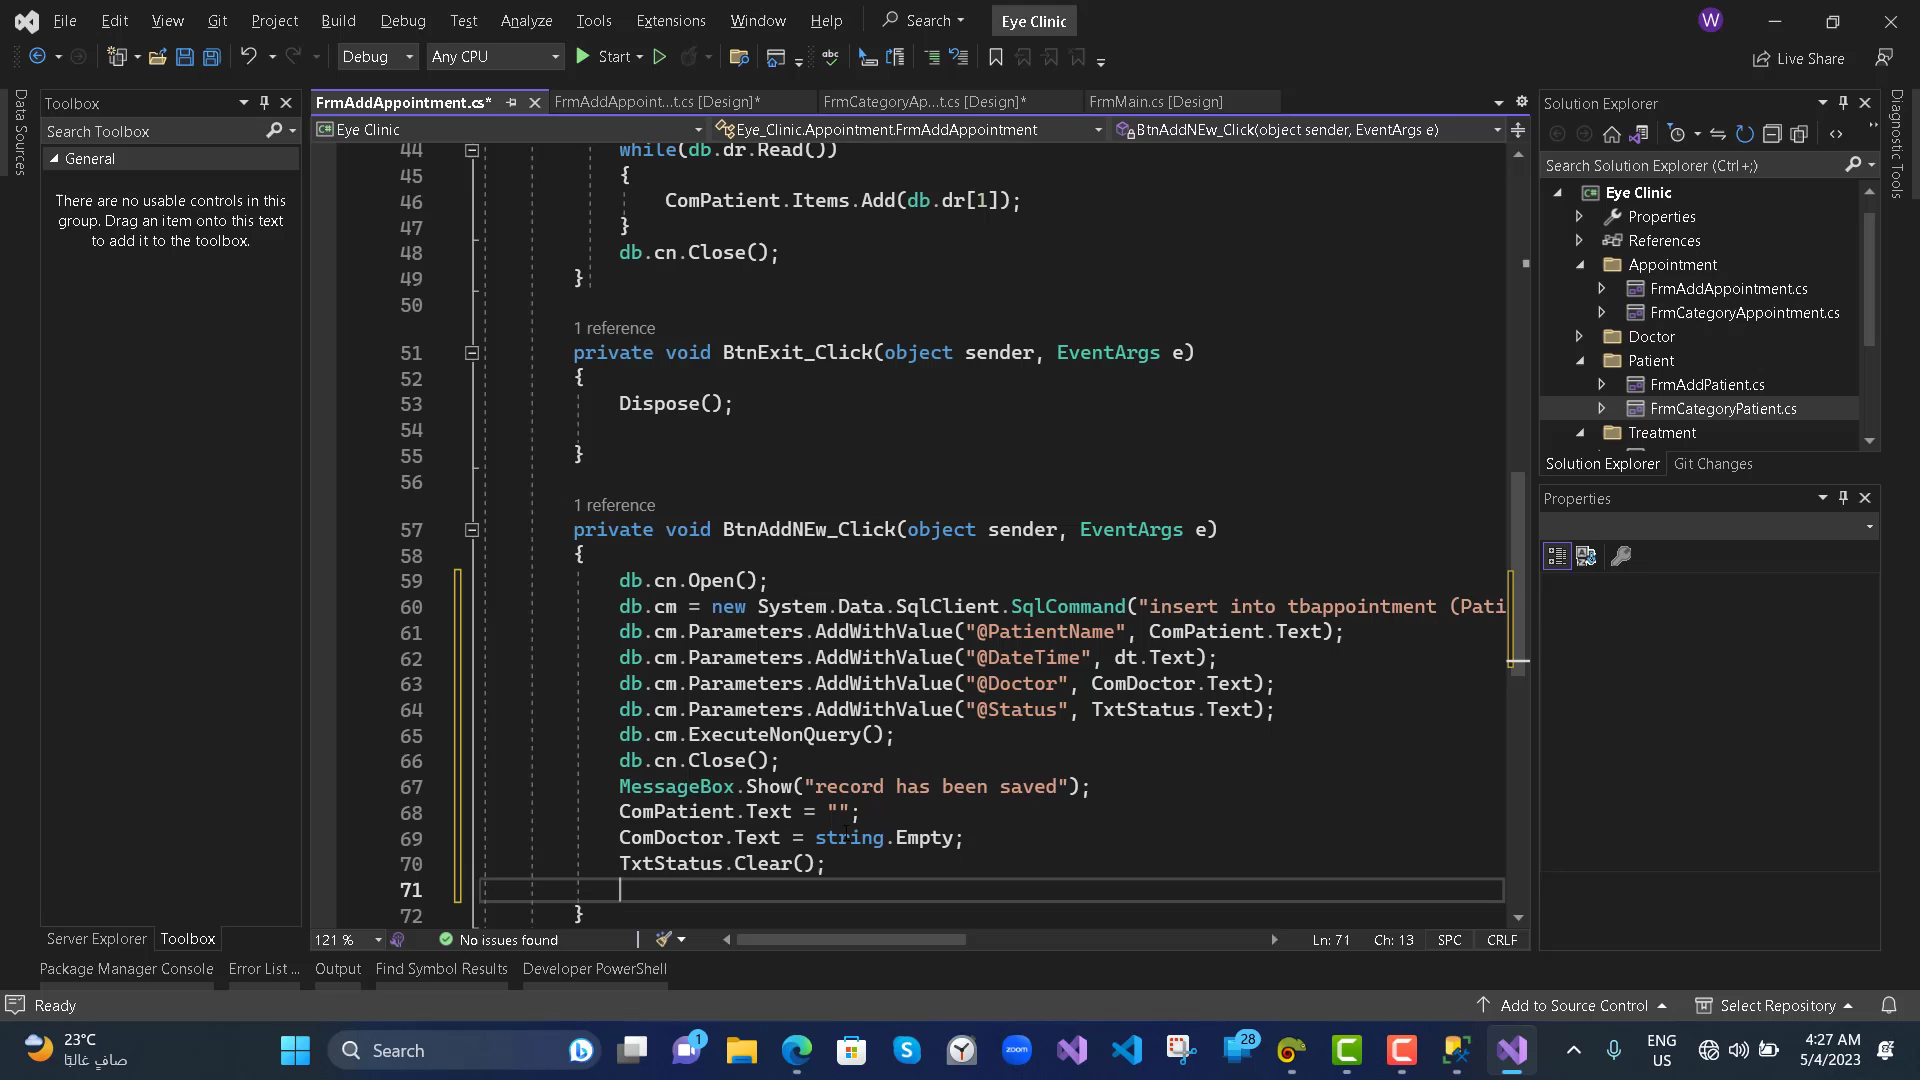 File Edit View Git Project Build Debug Test Analyze Tools Extensions Window Help Search Eye Clinic W
Debug Any CPU Start abc Live Share
Data Sources
Toolbox
Search Toolbox
General
There are no usable controls in this
group. Drag an item onto this text
to add it to the toolbox.
Server Explorer Toolbox
FrmAddAppointment.cs* FrmAddAppoint...t.cs [Design]* FrmCategoryAp...t.cs [Design]* FrmMain.cs [Design]
C# Eye Clinic Eye_Clinic.Appointment.FrmAddAppointment BtnAddNEw_Click(object sender, EventArgs e)
44 while(db.dr.Read())
45 {
46 ComPatient.Items.Add(db.dr[1]);
47 }
48 db.cn.Close();
49 }
50
1 reference
51 private void BtnExit_Click(object sender, EventArgs e)
52 {
53 Dispose();
54
55 }
56
1 reference
57 private void BtnAddNEw_Click(object sender, EventArgs e)
58 {
59 db.cn.Open();
60 db.cm = new System.Data.SqlClient.SqlCommand("insert into tbappointment (Pati
61 db.cm.Parameters.AddWithValue("@PatientName", ComPatient.Text);
62 db.cm.Parameters.AddWithValue("@DateTime", dt.Text);
63 db.cm.Parameters.AddWithValue("@Doctor", ComDoctor.Text);
64 db.cm.Parameters.AddWithValue("@Status", TxtStatus.Text);
65 db.cm.ExecuteNonQuery();
66 db.cn.Close();
67 MessageBox.Show("record has been saved");
68 ComPatient.Text = "";
69 ComDoctor.Text = string.Empty;
70 TxtStatus.Clear();
71
72 }
121 % No issues found Ln: 71 Ch: 13 SPC CRLF
Solution Explorer
Search Solution Explorer (Ctrl+;)
C# Eye Clinic
Properties
References
Appointment
FrmAddAppointment.cs
FrmCategoryAppointment.cs
Doctor
Patient
FrmAddPatient.cs
FrmCategoryPatient.cs
Treatment
Solution Explorer Git Changes
Properties
Diagnostic Tools
Package Manager Console Error List ... Output Find Symbol Results Developer PowerShell
Ready Add to Source Control Select Repository
23°C
صافٍ غالبًا
Search 1 zoom 28
ENG
US
4:27 AM
5/4/2023